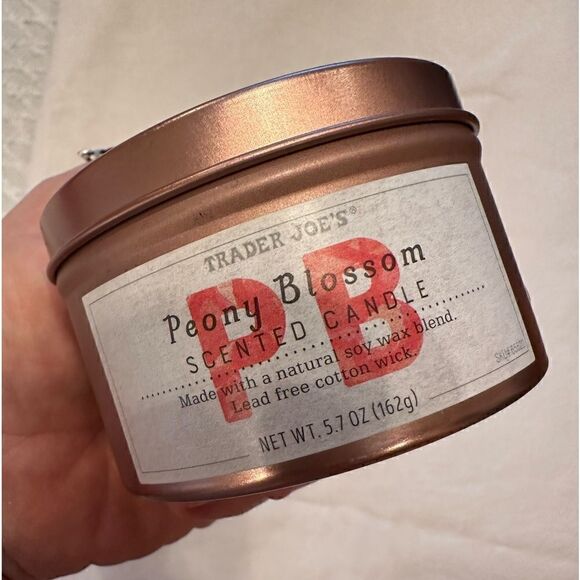 TRADER JOE'S®
PB
Peony Blossom
SCENTED CANDLE
Made with a natural soy wax blend.
Lead free cotton wick.
NET WT. 5.7 OZ (162g)